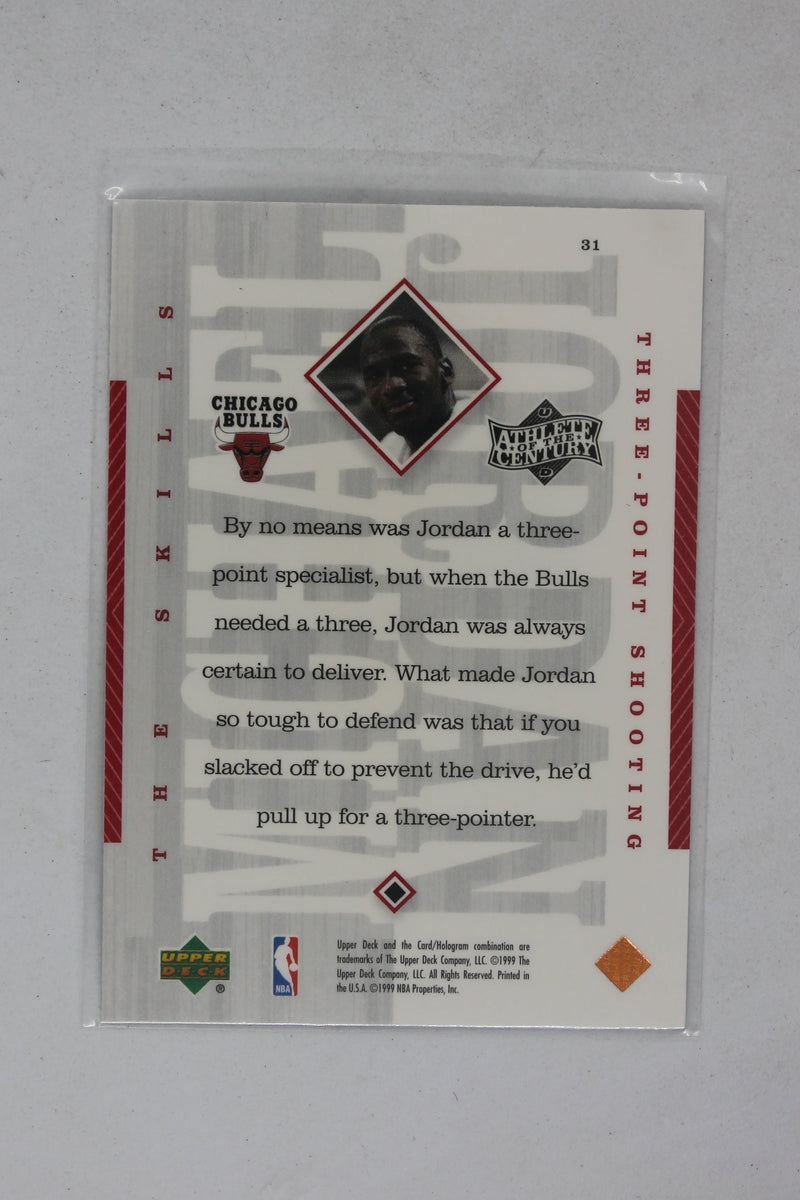 31
THE SKILLS
THREE-POINT SHOOTING
MICHAEL
JORDAN
CHICAGO
BULLS
ATHLETE
OF THE
CENTURY
By no means was Jordan a three-
point specialist, but when the Bulls
needed a three, Jordan was always
certain to deliver. What made Jordan
so tough to defend was that if you
slacked off to prevent the drive, he'd
pull up for a three-pointer.
UPPER
DECK
®
NBA
Upper Deck and the Card/Hologram combination are
trademarks of The Upper Deck Company, LLC. ©1999 The
Upper Deck Company, LLC. All Rights Reserved. Printed in
the U.S.A. ©1999 NBA Properties, Inc.